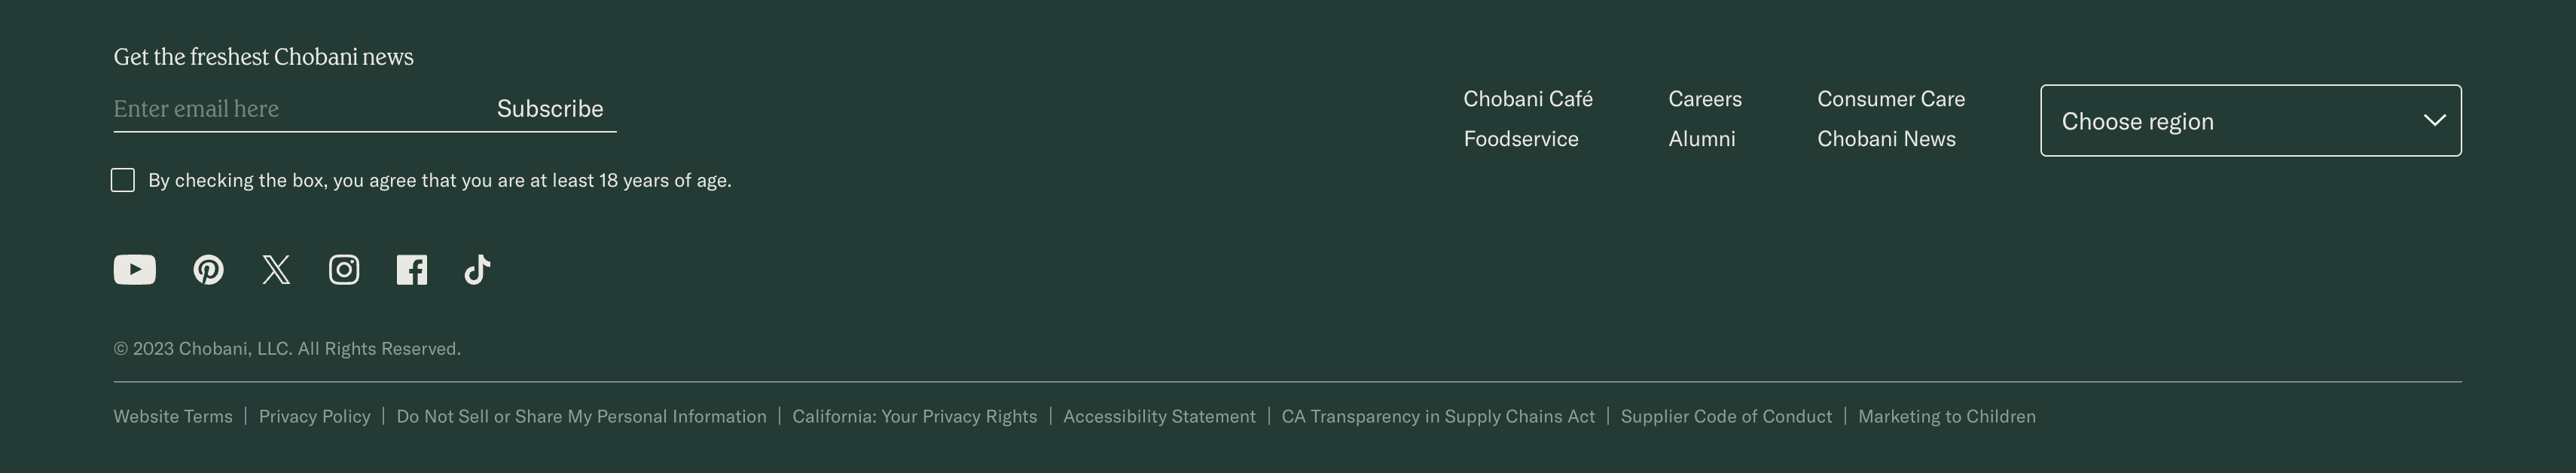 Get the freshest Chobani news
Enter email here Subscribe
By checking the box, you agree that you are at least 18 years of age.
Chobani Café Careers Consumer Care
Foodservice Alumni Chobani News
Choose region
© 2023 Chobani, LLC. All Rights Reserved.
Website Terms | Privacy Policy | Do Not Sell or Share My Personal Information | California: Your Privacy Rights | Accessibility Statement | CA Transparency in Supply Chains Act | Supplier Code of Conduct | Marketing to Children